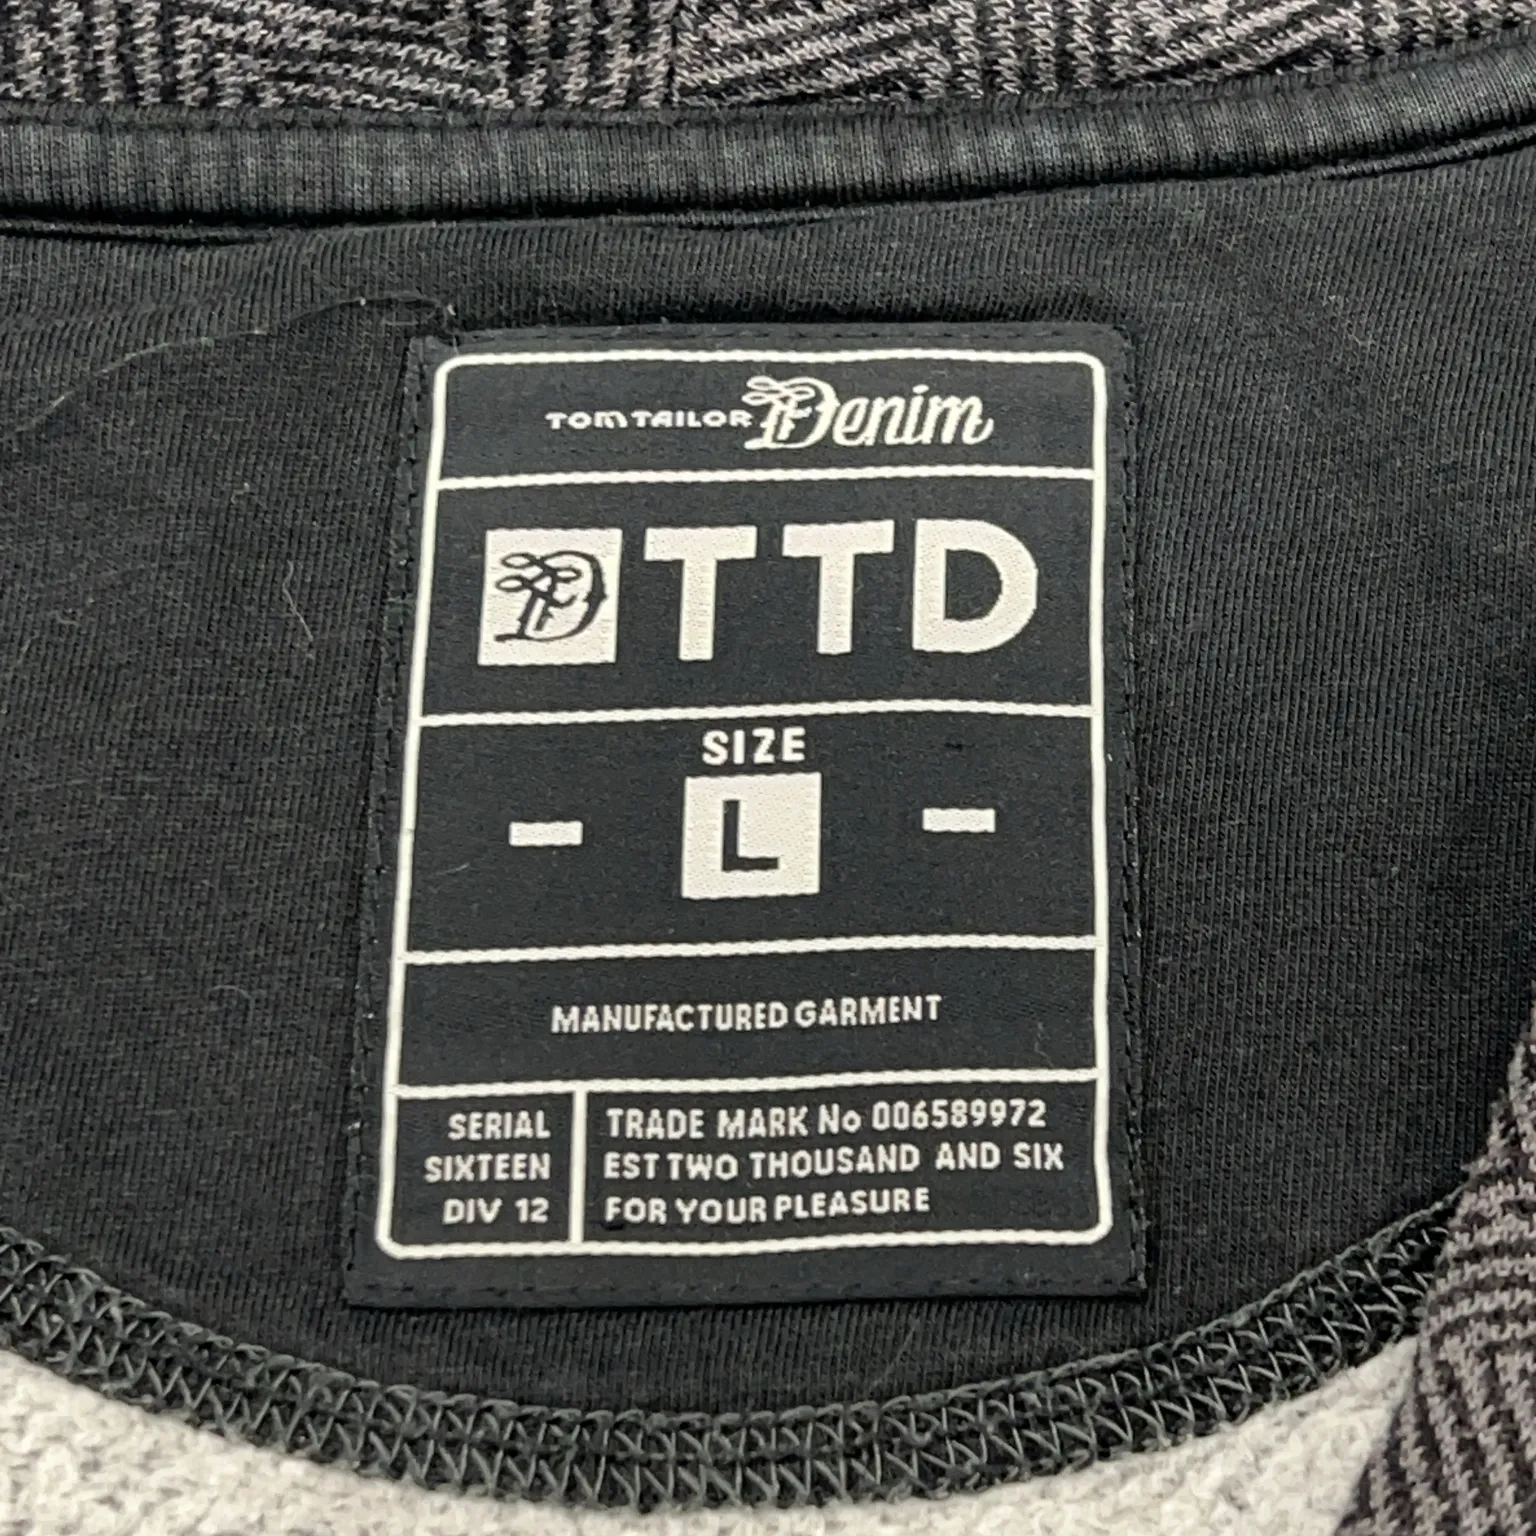 TOM TAILOR Denim
TTD
SIZE
- L -
MANUFACTURED GARMENT
SERIAL
SIXTEEN
DIV 12
TRADE MARK No 006589972
EST TWO THOUSAND AND SIX
FOR YOUR PLEASURE